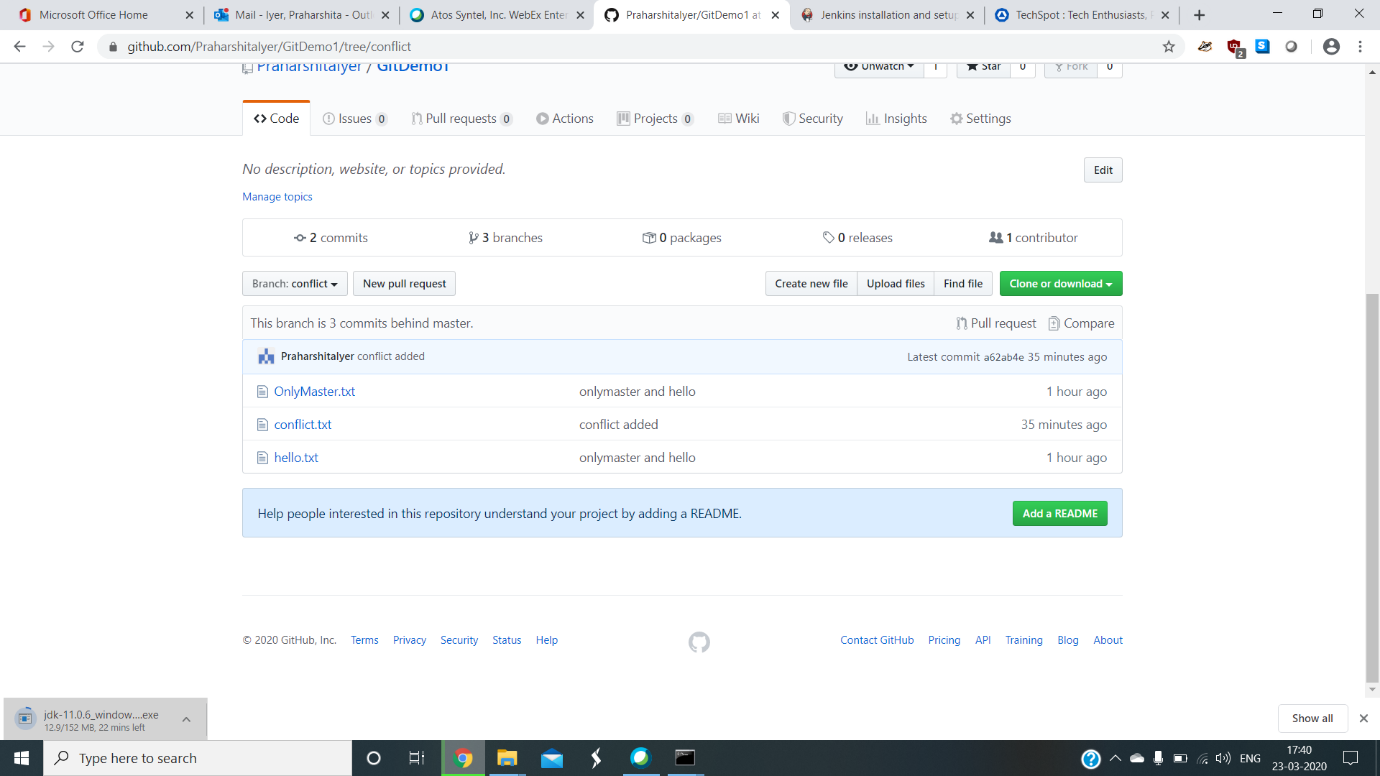 Microsoft Office Home
Mail - Iyer, Praharshita - Outl
Atos Syntel, Inc. WebEx Enter
PraharshitaIyer/GitDemo1 at
Jenkins installation and setup
TechSpot : Tech Enthusiasts, P
github.com/PraharshitaIyer/GitDemo1/tree/conflict
2
PraharshitaIyer / GitDemo1
Unwatch 1 Star 0 Fork 0
Code Issues 0 Pull requests 0 Actions Projects 0 Wiki Security Insights Settings
No description, website, or topics provided. Edit
Manage topics
2 commits 3 branches 0 packages 0 releases 1 contributor
Branch: conflict New pull request Create new file Upload files Find file Clone or download
This branch is 3 commits behind master. Pull request Compare
PraharshitaIyer conflict added Latest commit a62ab4e 35 minutes ago
OnlyMaster.txt onlymaster and hello 1 hour ago
conflict.txt conflict added 35 minutes ago
hello.txt onlymaster and hello 1 hour ago
Help people interested in this repository understand your project by adding a README. Add a README
© 2020 GitHub, Inc. Terms Privacy Security Status Help Contact GitHub Pricing API Training Blog About
jdk-11.0.6_window....exe
12.9/152 MB, 22 mins left
Show all
Type here to search
ENG
17:40
23-03-2020